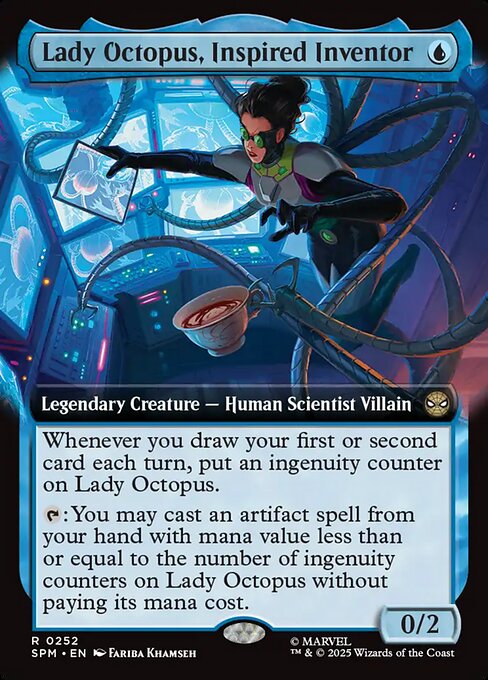 Lady Octopus, Inspired Inventor
Legendary Creature — Human Scientist Villain
Whenever you draw your first or second
card each turn, put an ingenuity counter
on Lady Octopus.
:You may cast an artifact spell from
your hand with mana value less than
or equal to the number of ingenuity
counters on Lady Octopus without
paying its mana cost.
0/2
R 0252
SPM • EN Fariba Khamseh
© MARVEL
™ & © 2025 Wizards of the Coast